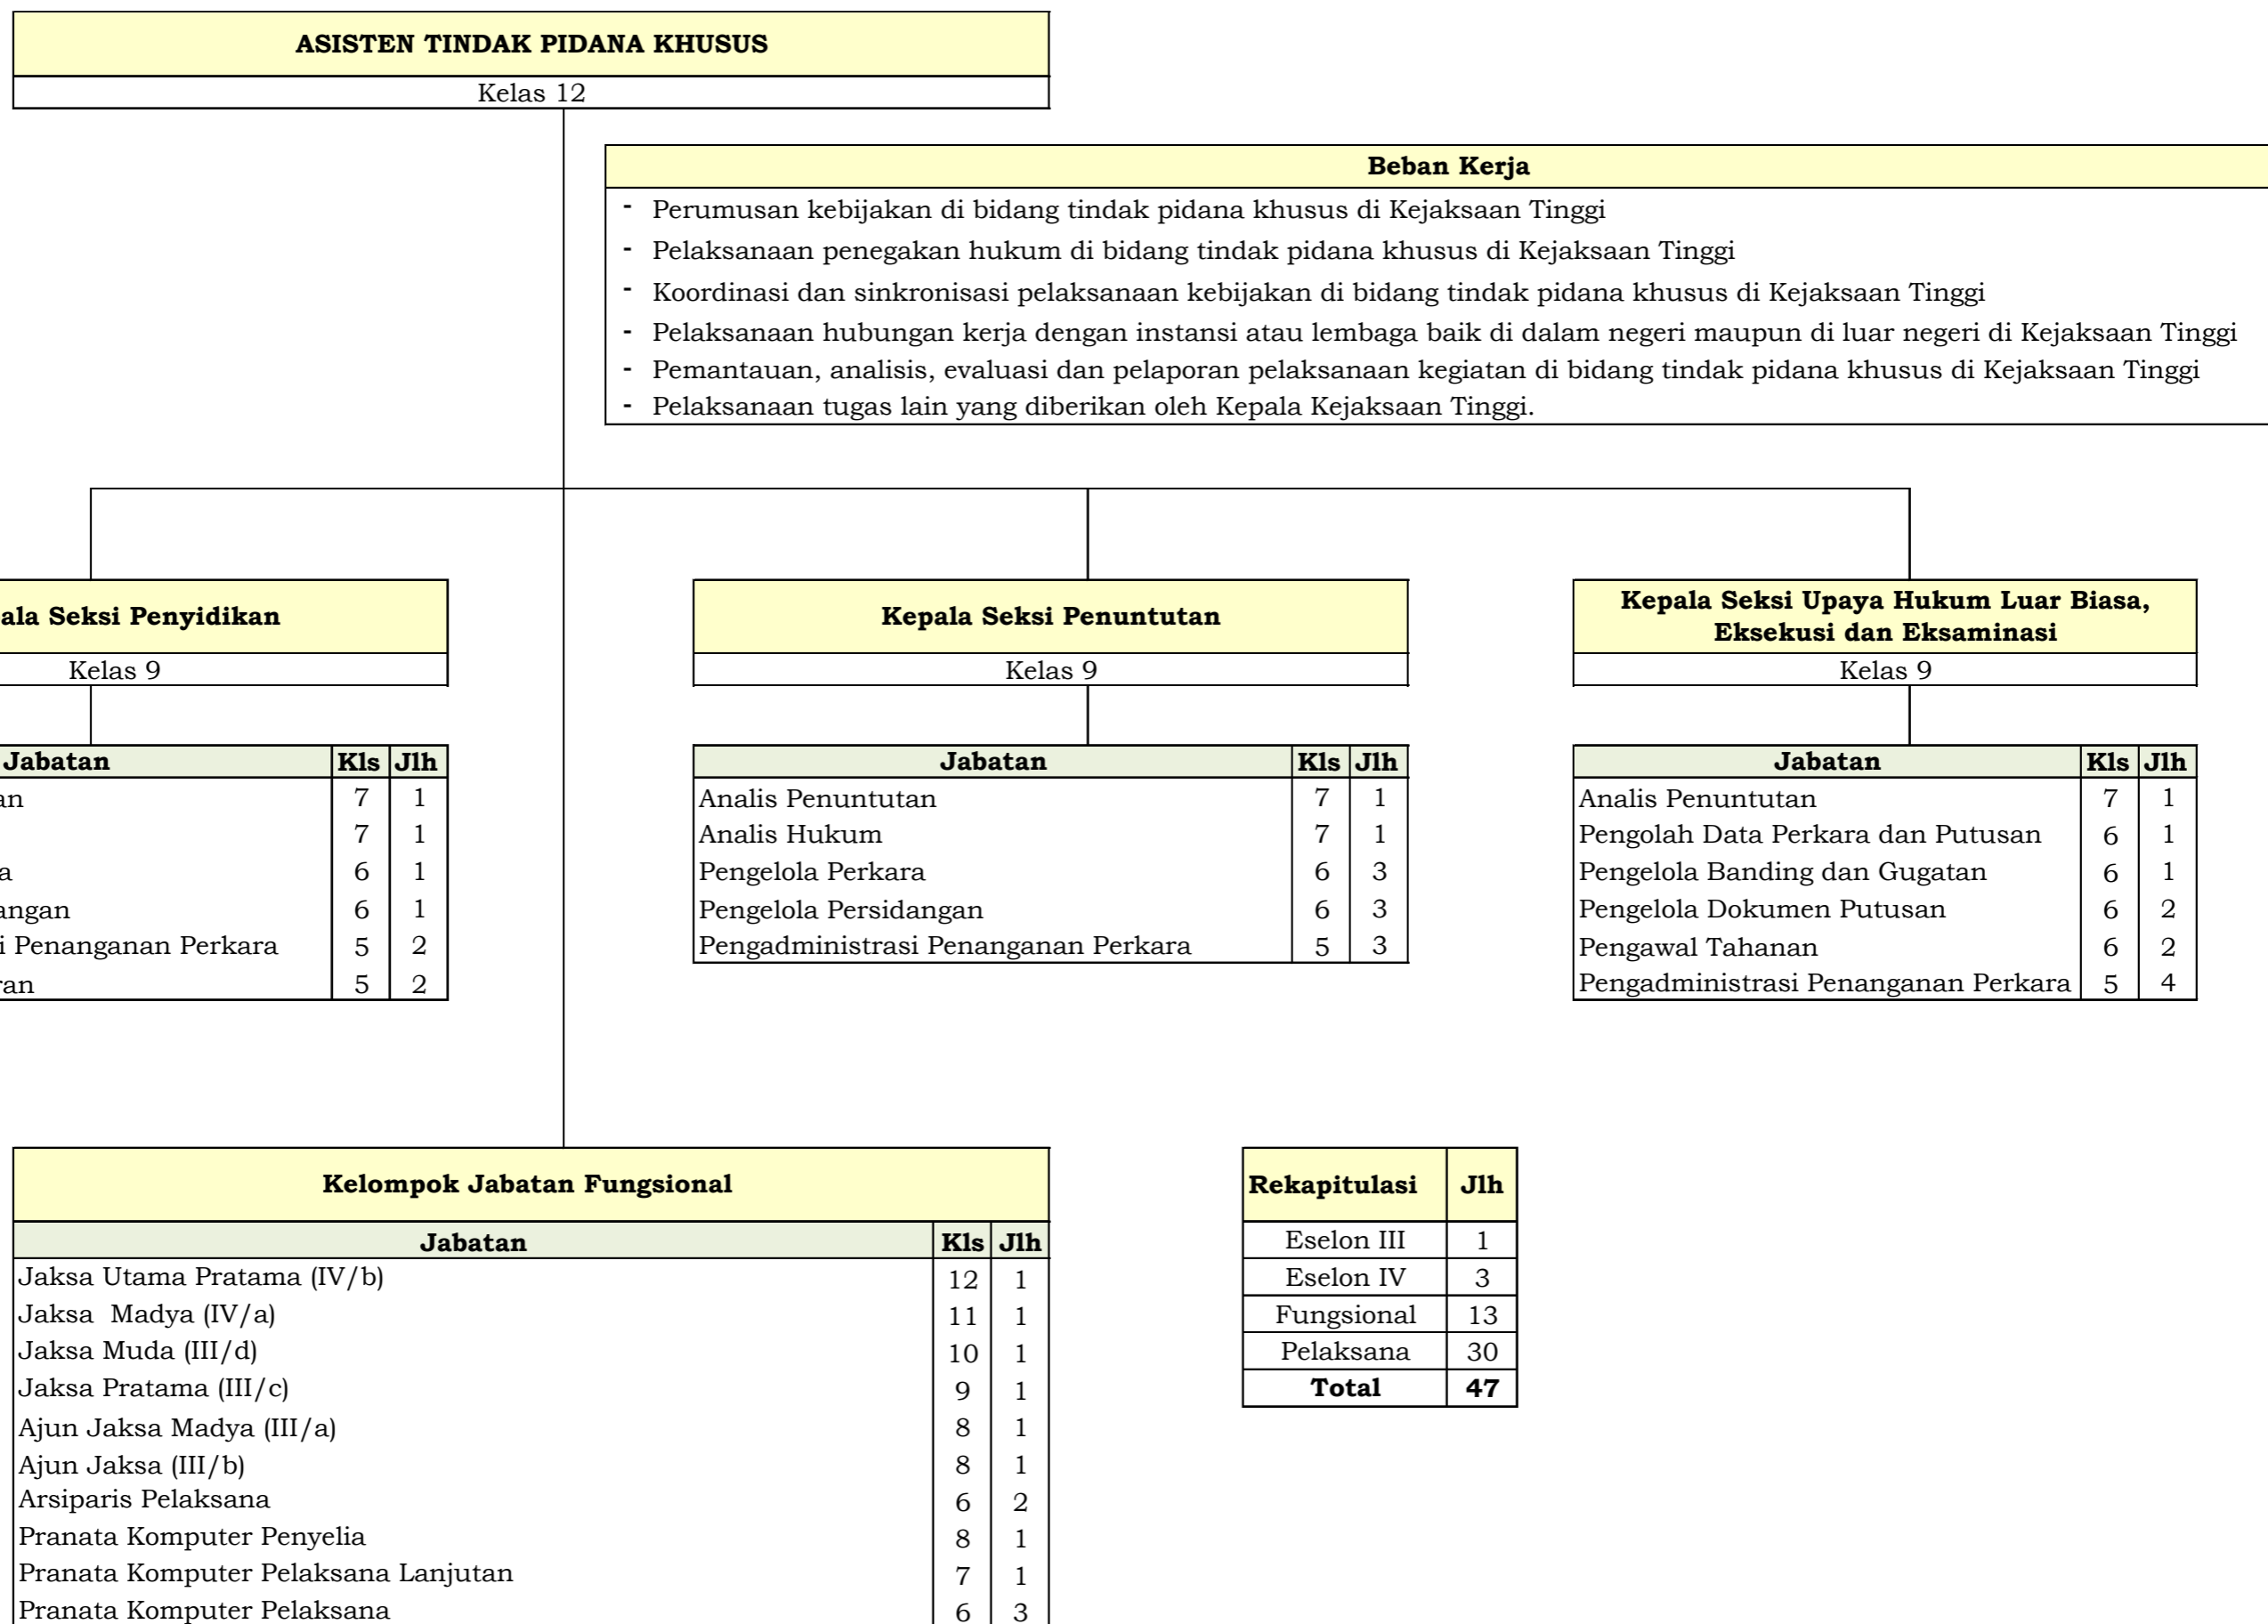 ASISTEN TINDAK PIDANA KHUSUS
Kelas 12
Beban Kerja
- Perumusan kebijakan di bidang tindak pidana khusus di Kejaksaan Tinggi
- Pelaksanaan penegakan hukum di bidang tindak pidana khusus di Kejaksaan Tinggi
- Koordinasi dan sinkronisasi pelaksanaan kebijakan di bidang tindak pidana khusus di Kejaksaan Tinggi
- Pelaksanaan hubungan kerja dengan instansi atau lembaga baik di dalam negeri maupun di luar negeri di Kejaksaan Tinggi
- Pemantauan, analisis, evaluasi dan pelaporan pelaksanaan kegiatan di bidang tindak pidana khusus di Kejaksaan Tinggi
- Pelaksanaan tugas lain yang diberikan oleh Kepala Kejaksaan Tinggi.
ala Seksi Penyidikan
Kelas 9
Jabatan Kls Jlh
an 7 1
7 1
a 6 1
angan 6 1
i Penanganan Perkara 5 2
ran 5 2
Kepala Seksi Penuntutan
Kelas 9
Jabatan Kls Jlh
Analis Penuntutan 7 1
Analis Hukum 7 1
Pengelola Perkara 6 3
Pengelola Persidangan 6 3
Pengadministrasi Penanganan Perkara 5 3
Kepala Seksi Upaya Hukum Luar Biasa,
Eksekusi dan Eksaminasi
Kelas 9
Jabatan Kls Jlh
Analis Penuntutan 7 1
Pengolah Data Perkara dan Putusan 6 1
Pengelola Banding dan Gugatan 6 1
Pengelola Dokumen Putusan 6 2
Pengawal Tahanan 6 2
Pengadministrasi Penanganan Perkara 5 4
Kelompok Jabatan Fungsional
Jabatan Kls Jlh
Jaksa Utama Pratama (IV/b) 12 1
Jaksa  Madya (IV/a) 11 1
Jaksa Muda (III/d) 10 1
Jaksa Pratama (III/c) 9 1
Ajun Jaksa Madya (III/a) 8 1
Ajun Jaksa (III/b) 8 1
Arsiparis Pelaksana 6 2
Pranata Komputer Penyelia 8 1
Pranata Komputer Pelaksana Lanjutan 7 1
Pranata Komputer Pelaksana 6 3
Rekapitulasi Jlh
Eselon III 1
Eselon IV 3
Fungsional 13
Pelaksana 30
Total 47